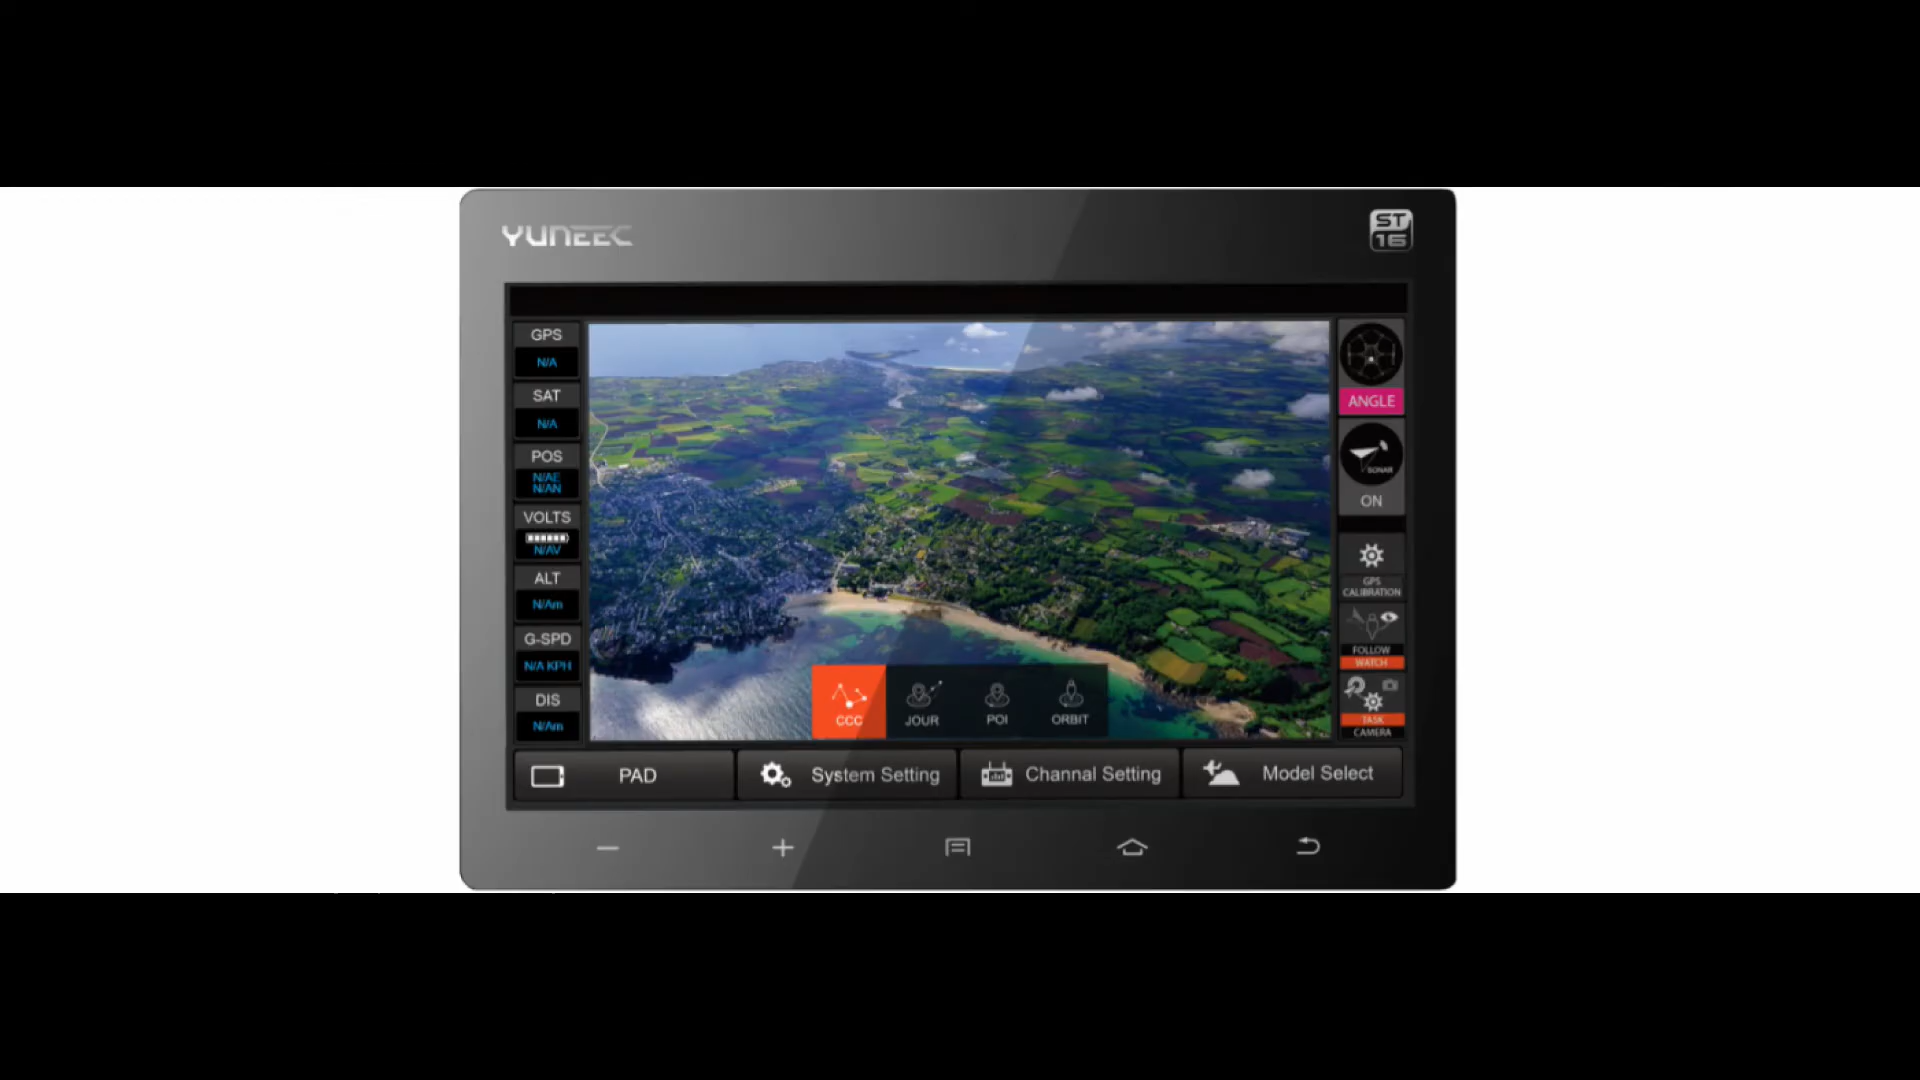 YUNEEC
ST
16
GPS
N/A
SAT
N/A
POS
N/AE
N/AN
VOLTS
N/AV
ALT
N/Am
G-SPD
N/A KPH
DIS
N/Am
ANGLE
SONAR
ON
GPS
CALIBRATION
FOLLOW
WATCH
TASK
CAMERA
CCC
JOUR
POI
ORBIT
PAD
System Setting
Channal Setting
Model Select